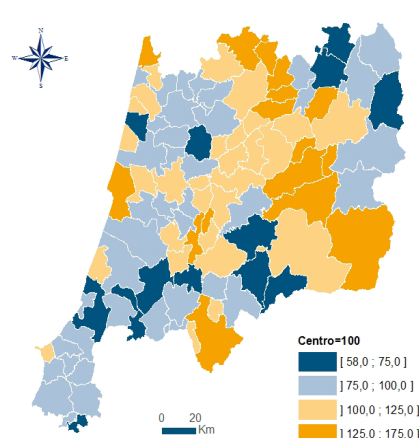 N
W
E
S
Centro=100
[ 58,0 ; 75,0 ]
] 75,0 ; 100,0 ]
] 100,0 ; 125,0 ]
] 125,0 ; 175,0 ]
0 20
Km